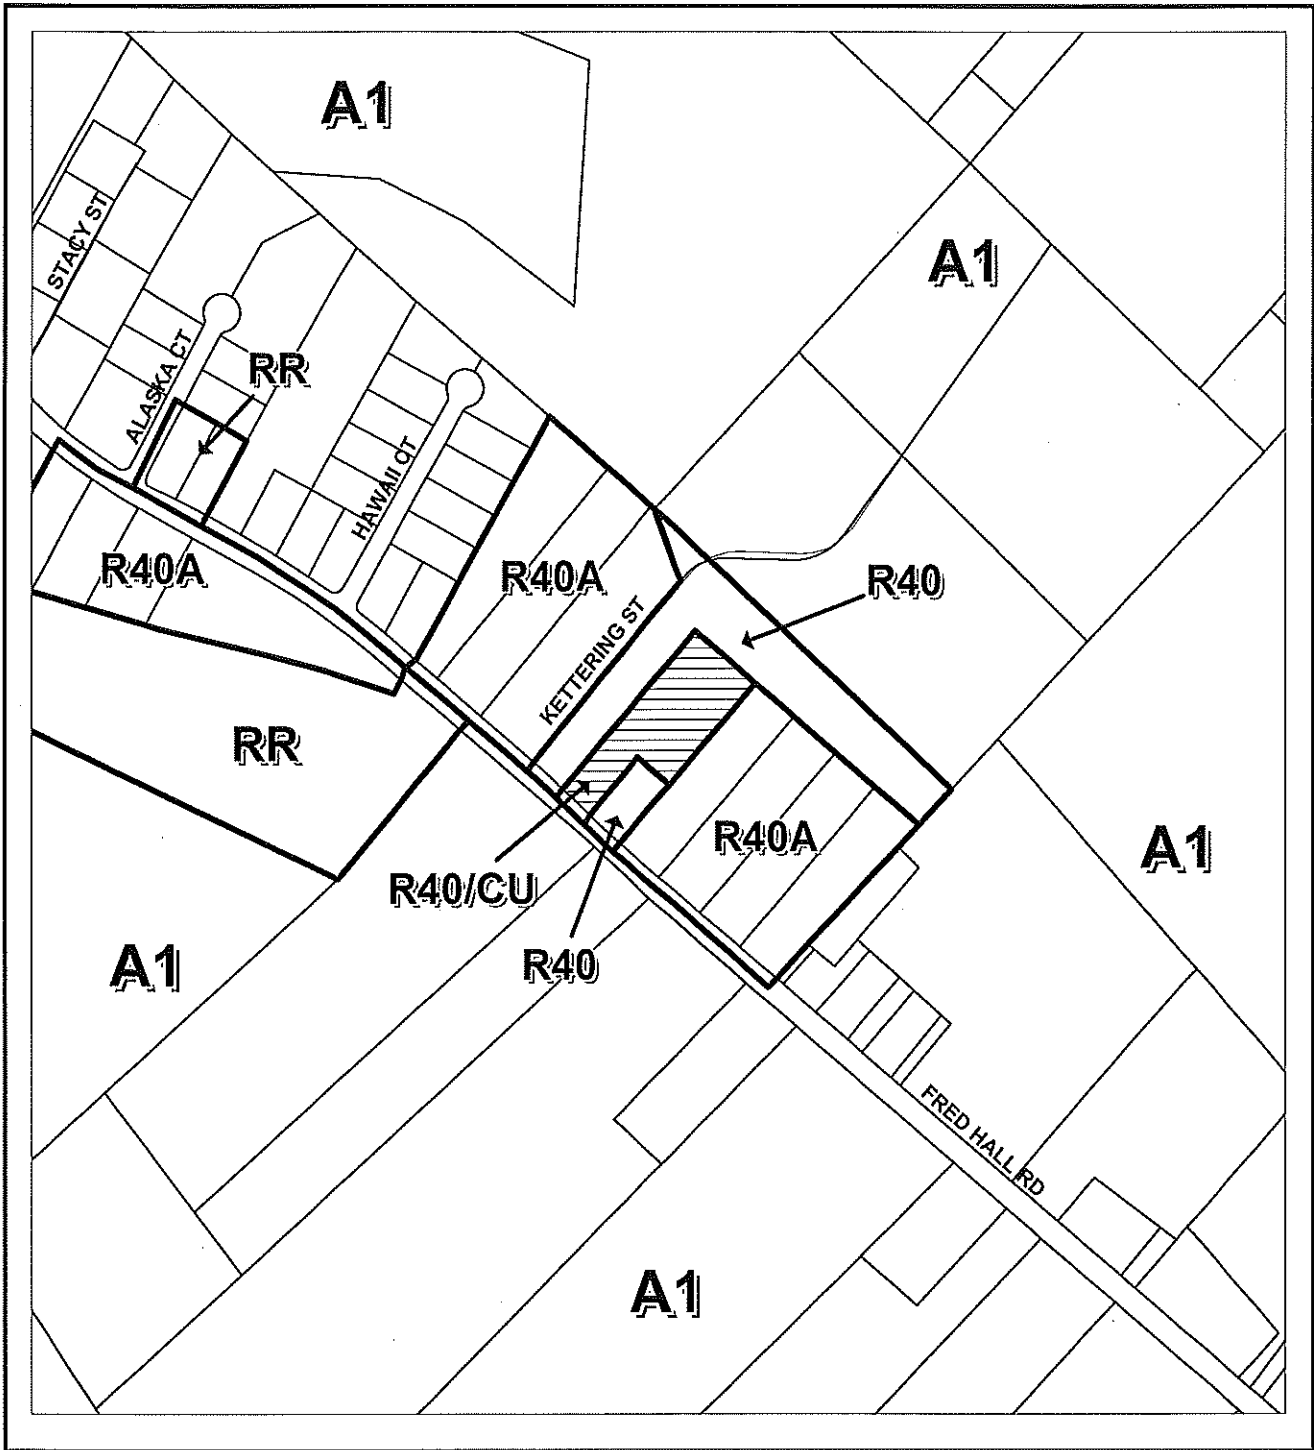 A1
A1
STACY ST
ALASKA CT
RR
HAWAII CT
R40A
R40A
R40
KETTERING ST
RR
R40A
A1
R40/CU
A1
R40
FRED HALL RD
A1